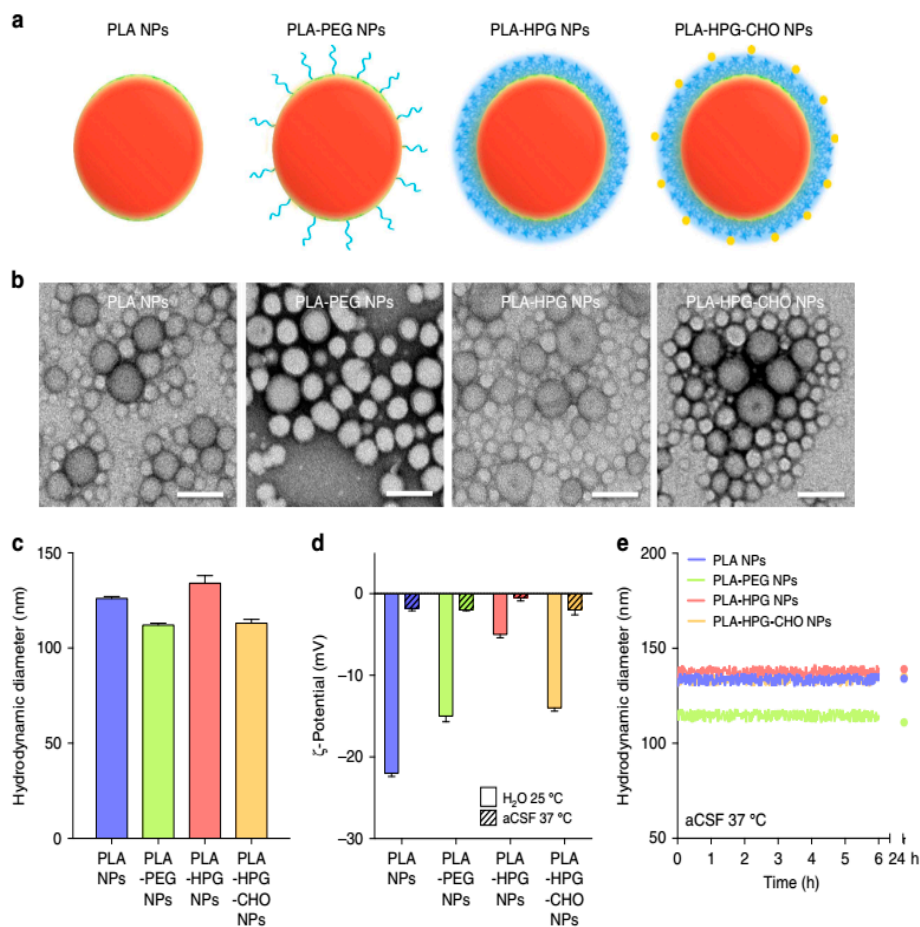 a
PLA NPs
PLA-PEG NPs
PLA-HPG NPs
PLA-HPG-CHO NPs
b
PLA NPs
PLA-PEG NPs
PLA-HPG NPs
PLA-HPG-CHO NPs
c
Hydrodynamic diameter (nm)
150
100
50
0
PLA
NPs
PLA
-PEG
NPs
PLA
-HPG
NPs
PLA
-HPG
-CHO
NPs
d
ζ-Potential (mV)
0
−10
−20
−30
H2O 25 ºC
aCSF 37 ºC
PLA
NPs
PLA
-PEG
NPs
PLA
-HPG
NPs
PLA
-HPG
-CHO
NPs
e
Hydrodynamic diameter (nm)
200
150
100
50
PLA NPs
PLA-PEG NPs
PLA-HPG NPs
PLA-HPG-CHO NPs
aCSF 37 ºC
0 1 2 3 4 5 6 24 h
Time (h)